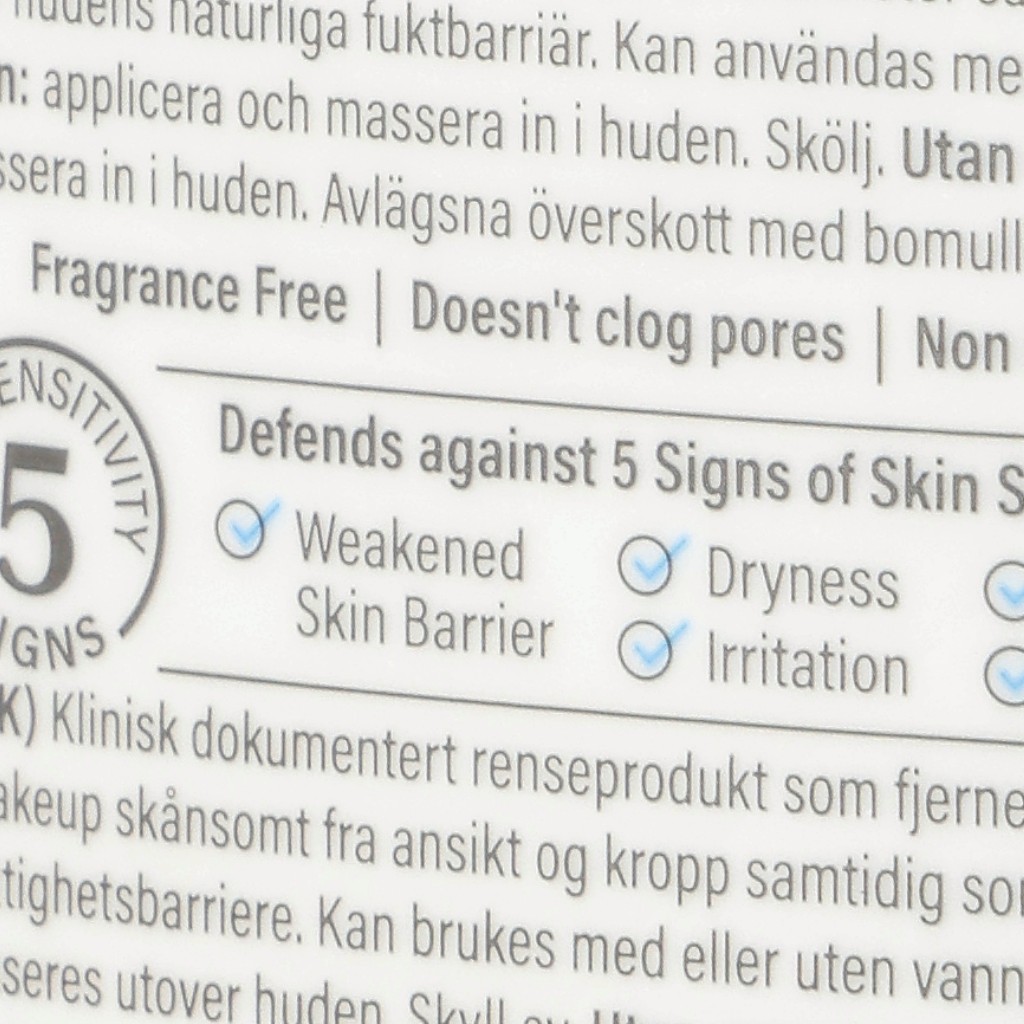 hudens naturliga fuktbarriär. Kan användas
n: applicera och massera in i huden. Skölj. Utan
ssera in i huden. Avlägsna överskott med bomull
Fragrance Free | Doesn't clog pores | Non
ENSITIVITY
5
IGNS
Defends against 5 Signs of Skin S
Weakened
Skin Barrier
Dryness
Irritation
K) Klinisk dokumentert renseprodukt som fjerne
akeup skånsomt fra ansikt og kropp samtidig so
tighetsbarriere. Kan brukes med eller uten vann
seres utover huden. Skyll av.